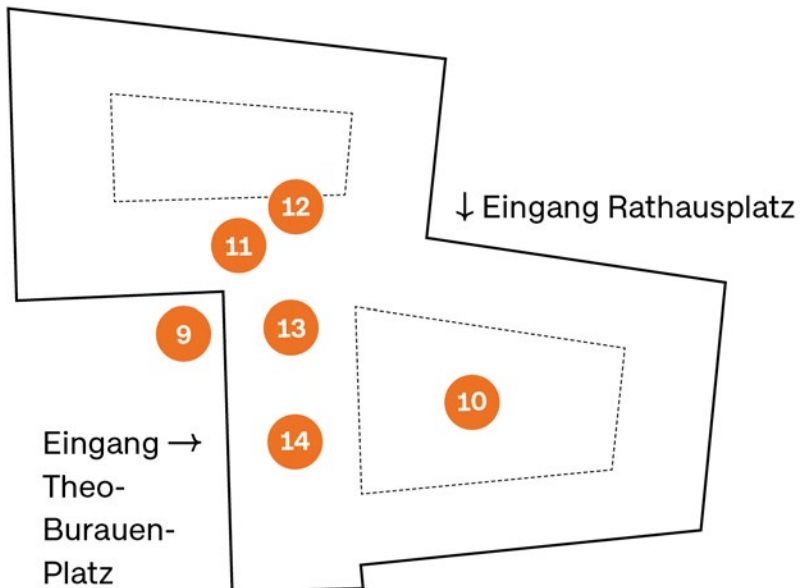 12
↓ Eingang Rathausplatz
11
13
9
10
14
Eingang →
Theo-
Burauen-
Platz